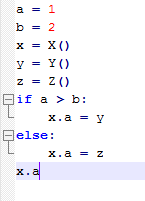 a = 1
b = 2
x = X()
y = Y()
z = Z()
if a > b:
    x.a = y
else:
    x.a = z
x.a